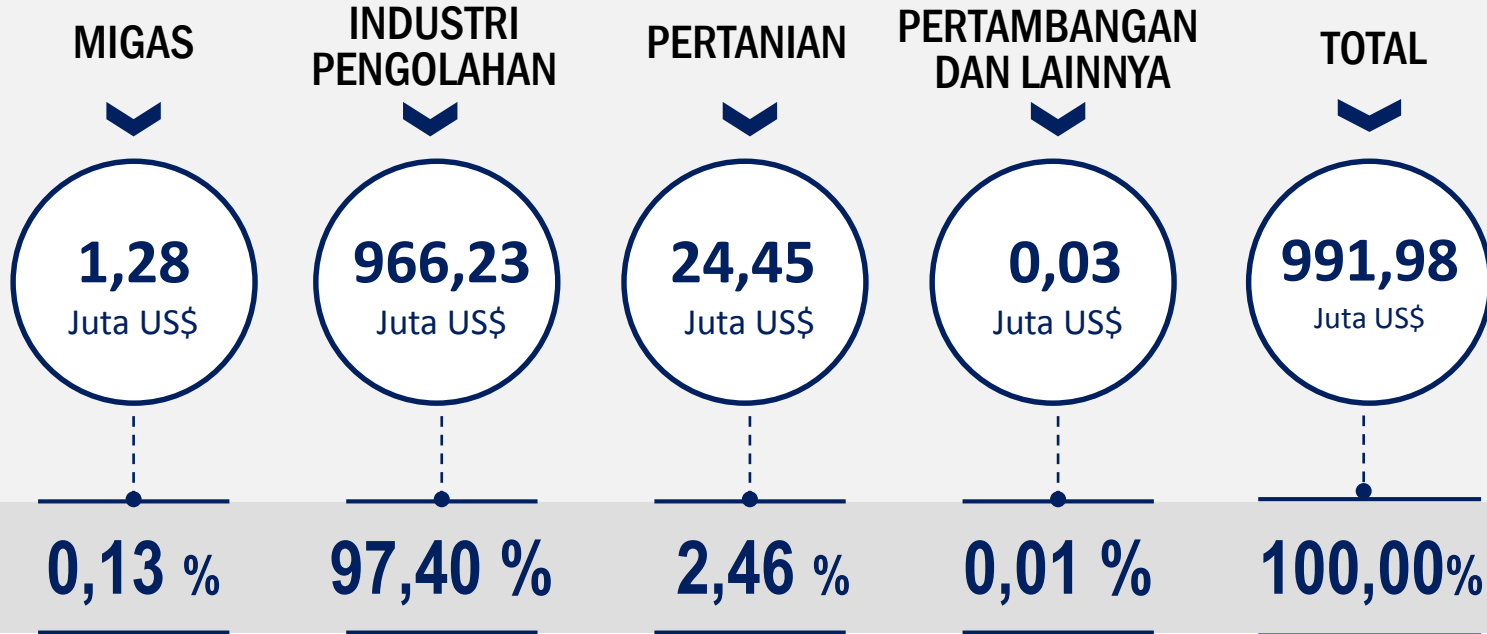 MIGAS
INDUSTRI
PENGOLAHAN
PERTANIAN
PERTAMBANGAN
DAN LAINNYA
TOTAL
1,28
Juta US$
966,23
Juta US$
24,45
Juta US$
0,03
Juta US$
991,98
Juta US$
0,13 %
97,40 %
2,46 %
0,01 %
100,00%